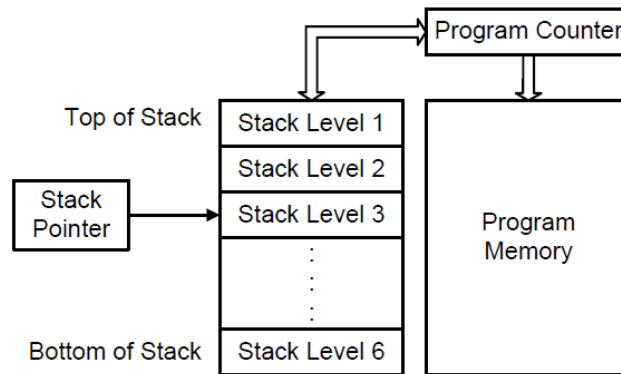 Program Counter
Top of Stack
Stack Level 1
Stack Level 2
Stack
Pointer
Stack Level 3
Program
Memory
:
:
:
Bottom of Stack
Stack Level 6